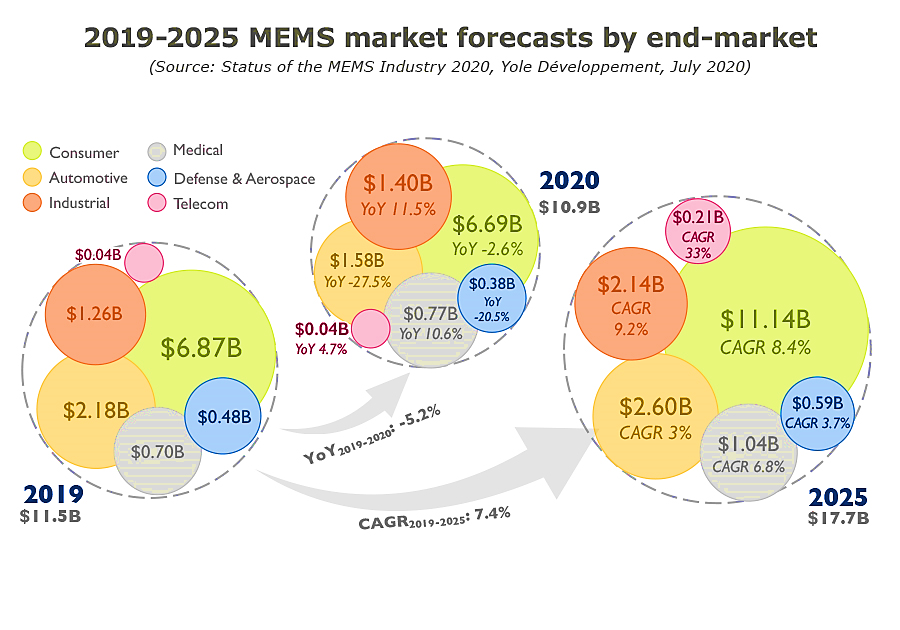 2019-2025 MEMS market forecasts by end-market
(Source: Status of the MEMS Industry 2020, Yole Développement, July 2020)
Consumer
Automotive
Industrial
Medical
Defense & Aerospace
Telecom
$0.04B
$1.26B
$6.87B
$2.18B
$0.48B
$0.70B
2019
$11.5B
2020
$10.9B
$1.40B
YoY 11.5%
$6.69B
YoY -2.6%
$1.58B
YoY -27.5%
$0.38B
YoY
-20.5%
$0.77B
YoY 10.6%
$0.04B
YoY 4.7%
YoY2019-2020: -5.2%
CAGR2019-2025: 7.4%
$0.21B
CAGR
33%
$2.14B
CAGR
9.2%
$11.14B
CAGR 8.4%
$2.60B
CAGR 3%
$0.59B
CAGR 3.7%
$1.04B
CAGR 6.8%
2025
$17.7B